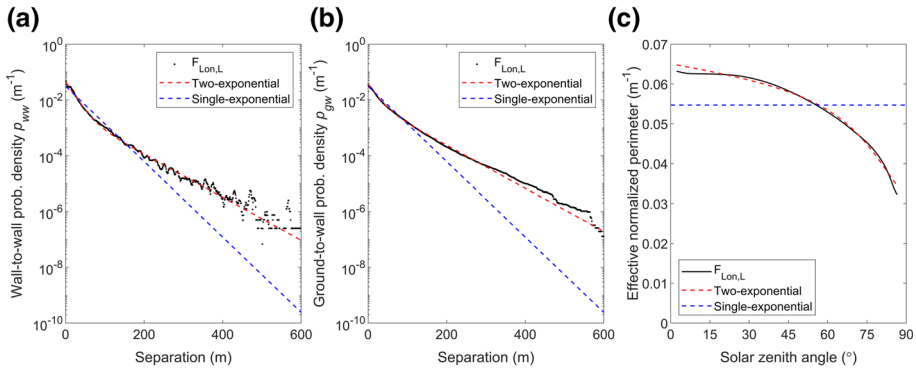 (a)
Wall-to-wall prob. density p_ww (m^-1)
10^0
10^-2
10^-4
10^-6
10^-8
10^-10
F_Lon,L
Two-exponential
Single-exponential
0 200 400 600
Separation (m)
(b)
Ground-to-wall prob. density p_gw (m^-1)
10^0
10^-2
10^-4
10^-6
10^-8
10^-10
F_Lon,L
Two-exponential
Single-exponential
0 200 400 600
Separation (m)
(c)
Effective normalized perimeter (m^-1)
0.07
0.06
0.05
0.04
0.03
0.02
0.01
0
F_Lon,L
Two-exponential
Single-exponential
0 15 30 45 60 75 90
Solar zenith angle (°)